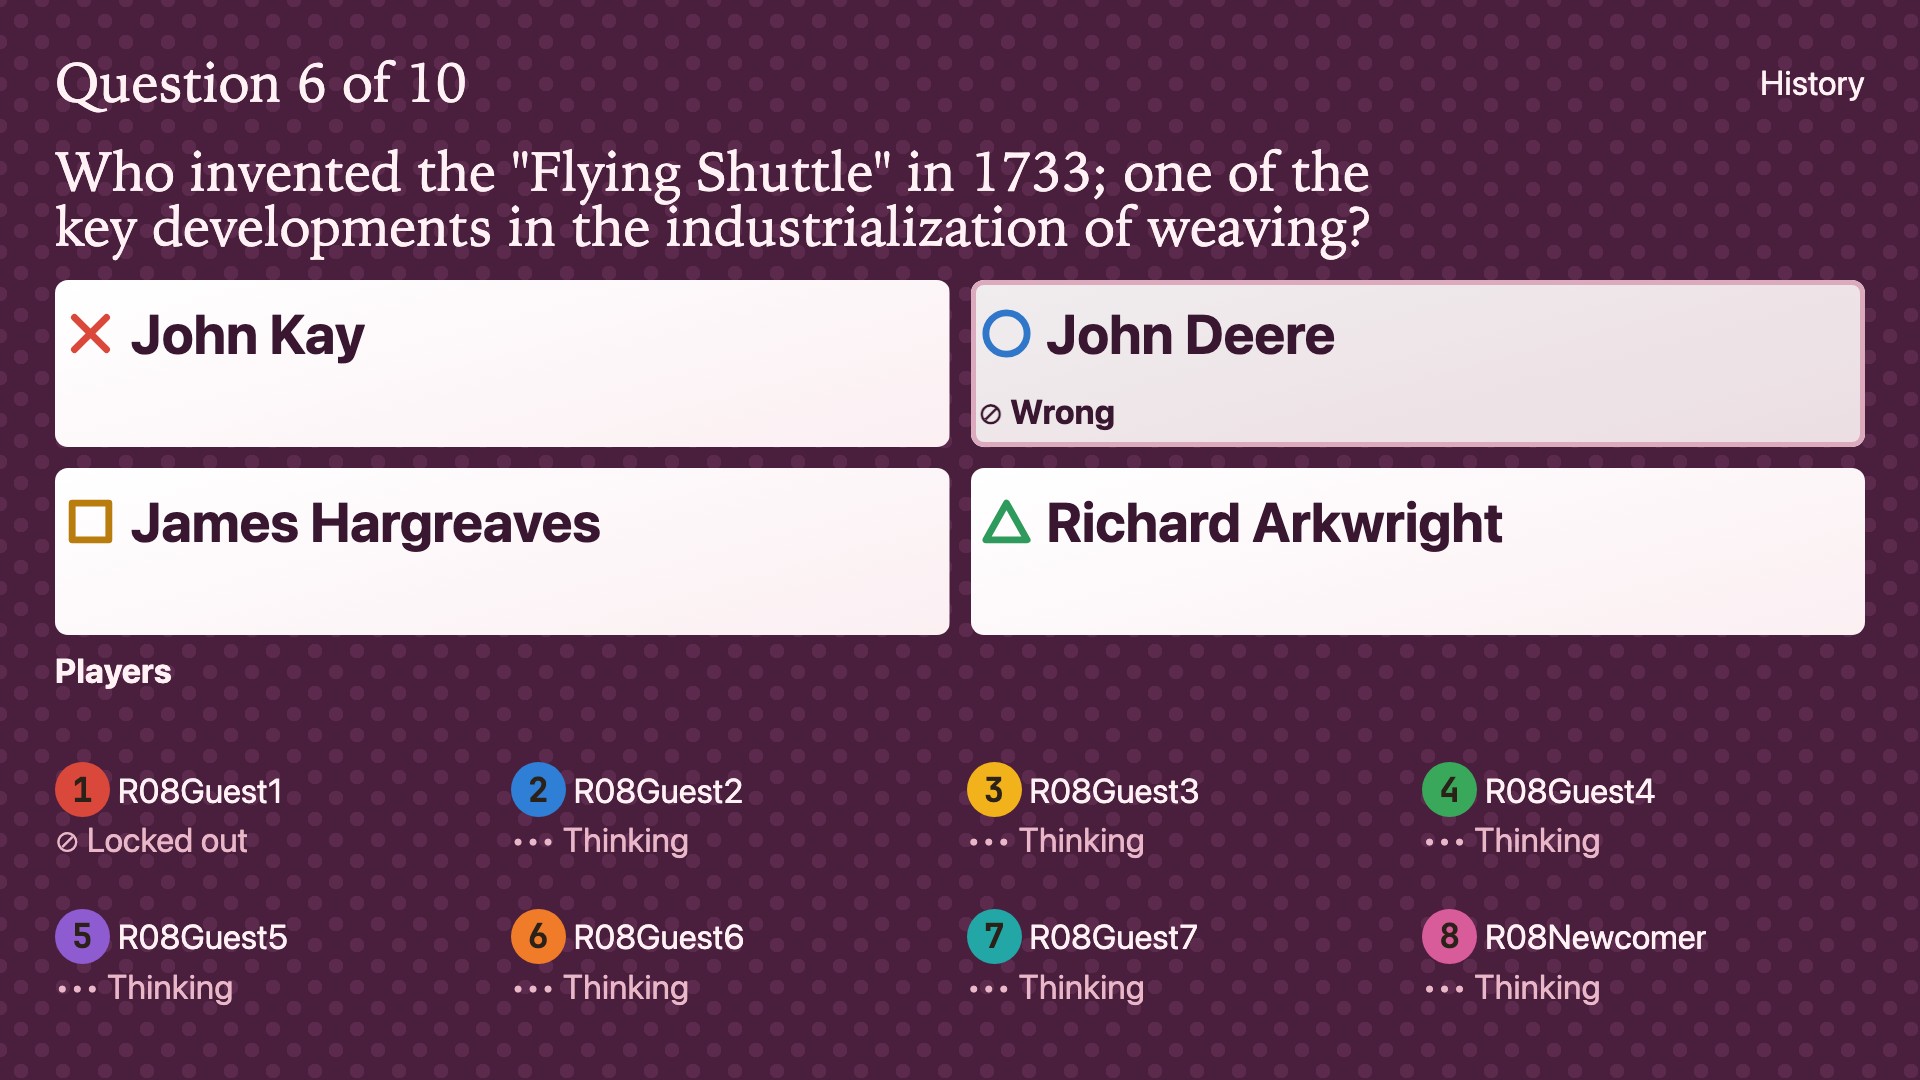 Question 6 of 10
History
Who invented the "Flying Shuttle" in 1733; one of the
key developments in the industrialization of weaving?
John Kay
John Deere
Wrong
James Hargreaves
Richard Arkwright
Players
1 R08Guest1
Locked out
2 R08Guest2
Thinking
3 R08Guest3
Thinking
4 R08Guest4
Thinking
5 R08Guest5
Thinking
6 R08Guest6
Thinking
7 R08Guest7
Thinking
8 R08Newcomer
Thinking